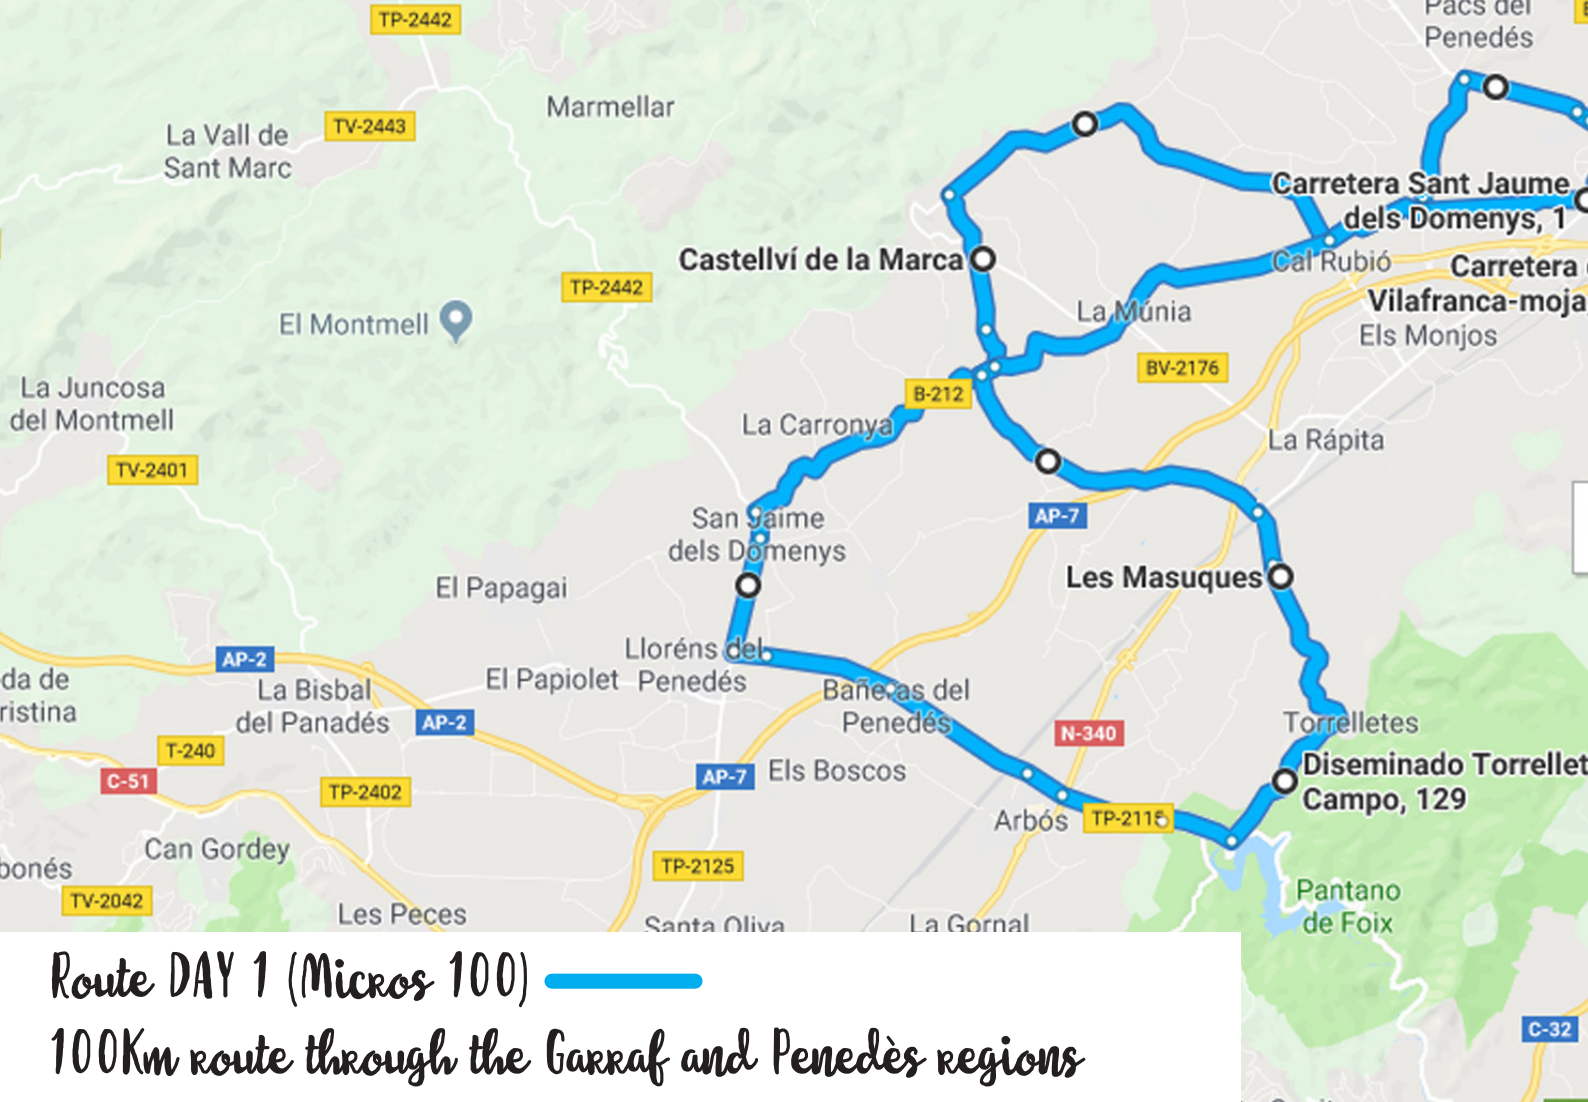 TP-2442
Pacs del
Penedés
Marmellar
La Vall de
Sant Marc
TV-2443
Carretera Sant Jaume
dels Domenys, 1
Castellví de la Marca
Cal Rubió
Carretera
Vilafranca-moja
TP-2442
El Montmell
La Múnia
Els Monjos
BV-2176
La Juncosa
del Montmell
B-212
La Carronya
La Rápita
TV-2401
San Jaime
dels Domenys
AP-7
El Papagai
Les Masuques
Lloréns del
Penedés
AP-2
El Papiolet
da de
ristina
La Bisbal
del Panadés
AP-2
Bañeras del
Penedés
Torrelletes
N-340
T-240
C-51
TP-2402
AP-7
Els Boscos
Diseminado Torrellet
Campo, 129
Arbós
TP-2115
Can Gordey
bonés
TP-2125
TV-2042
Les Peces
Pantano
de Foix
Santa Oliva
La Gornal
Route DAY 1 (Micros 100)
100Km route through the Garraf and Penedès regions
C-32